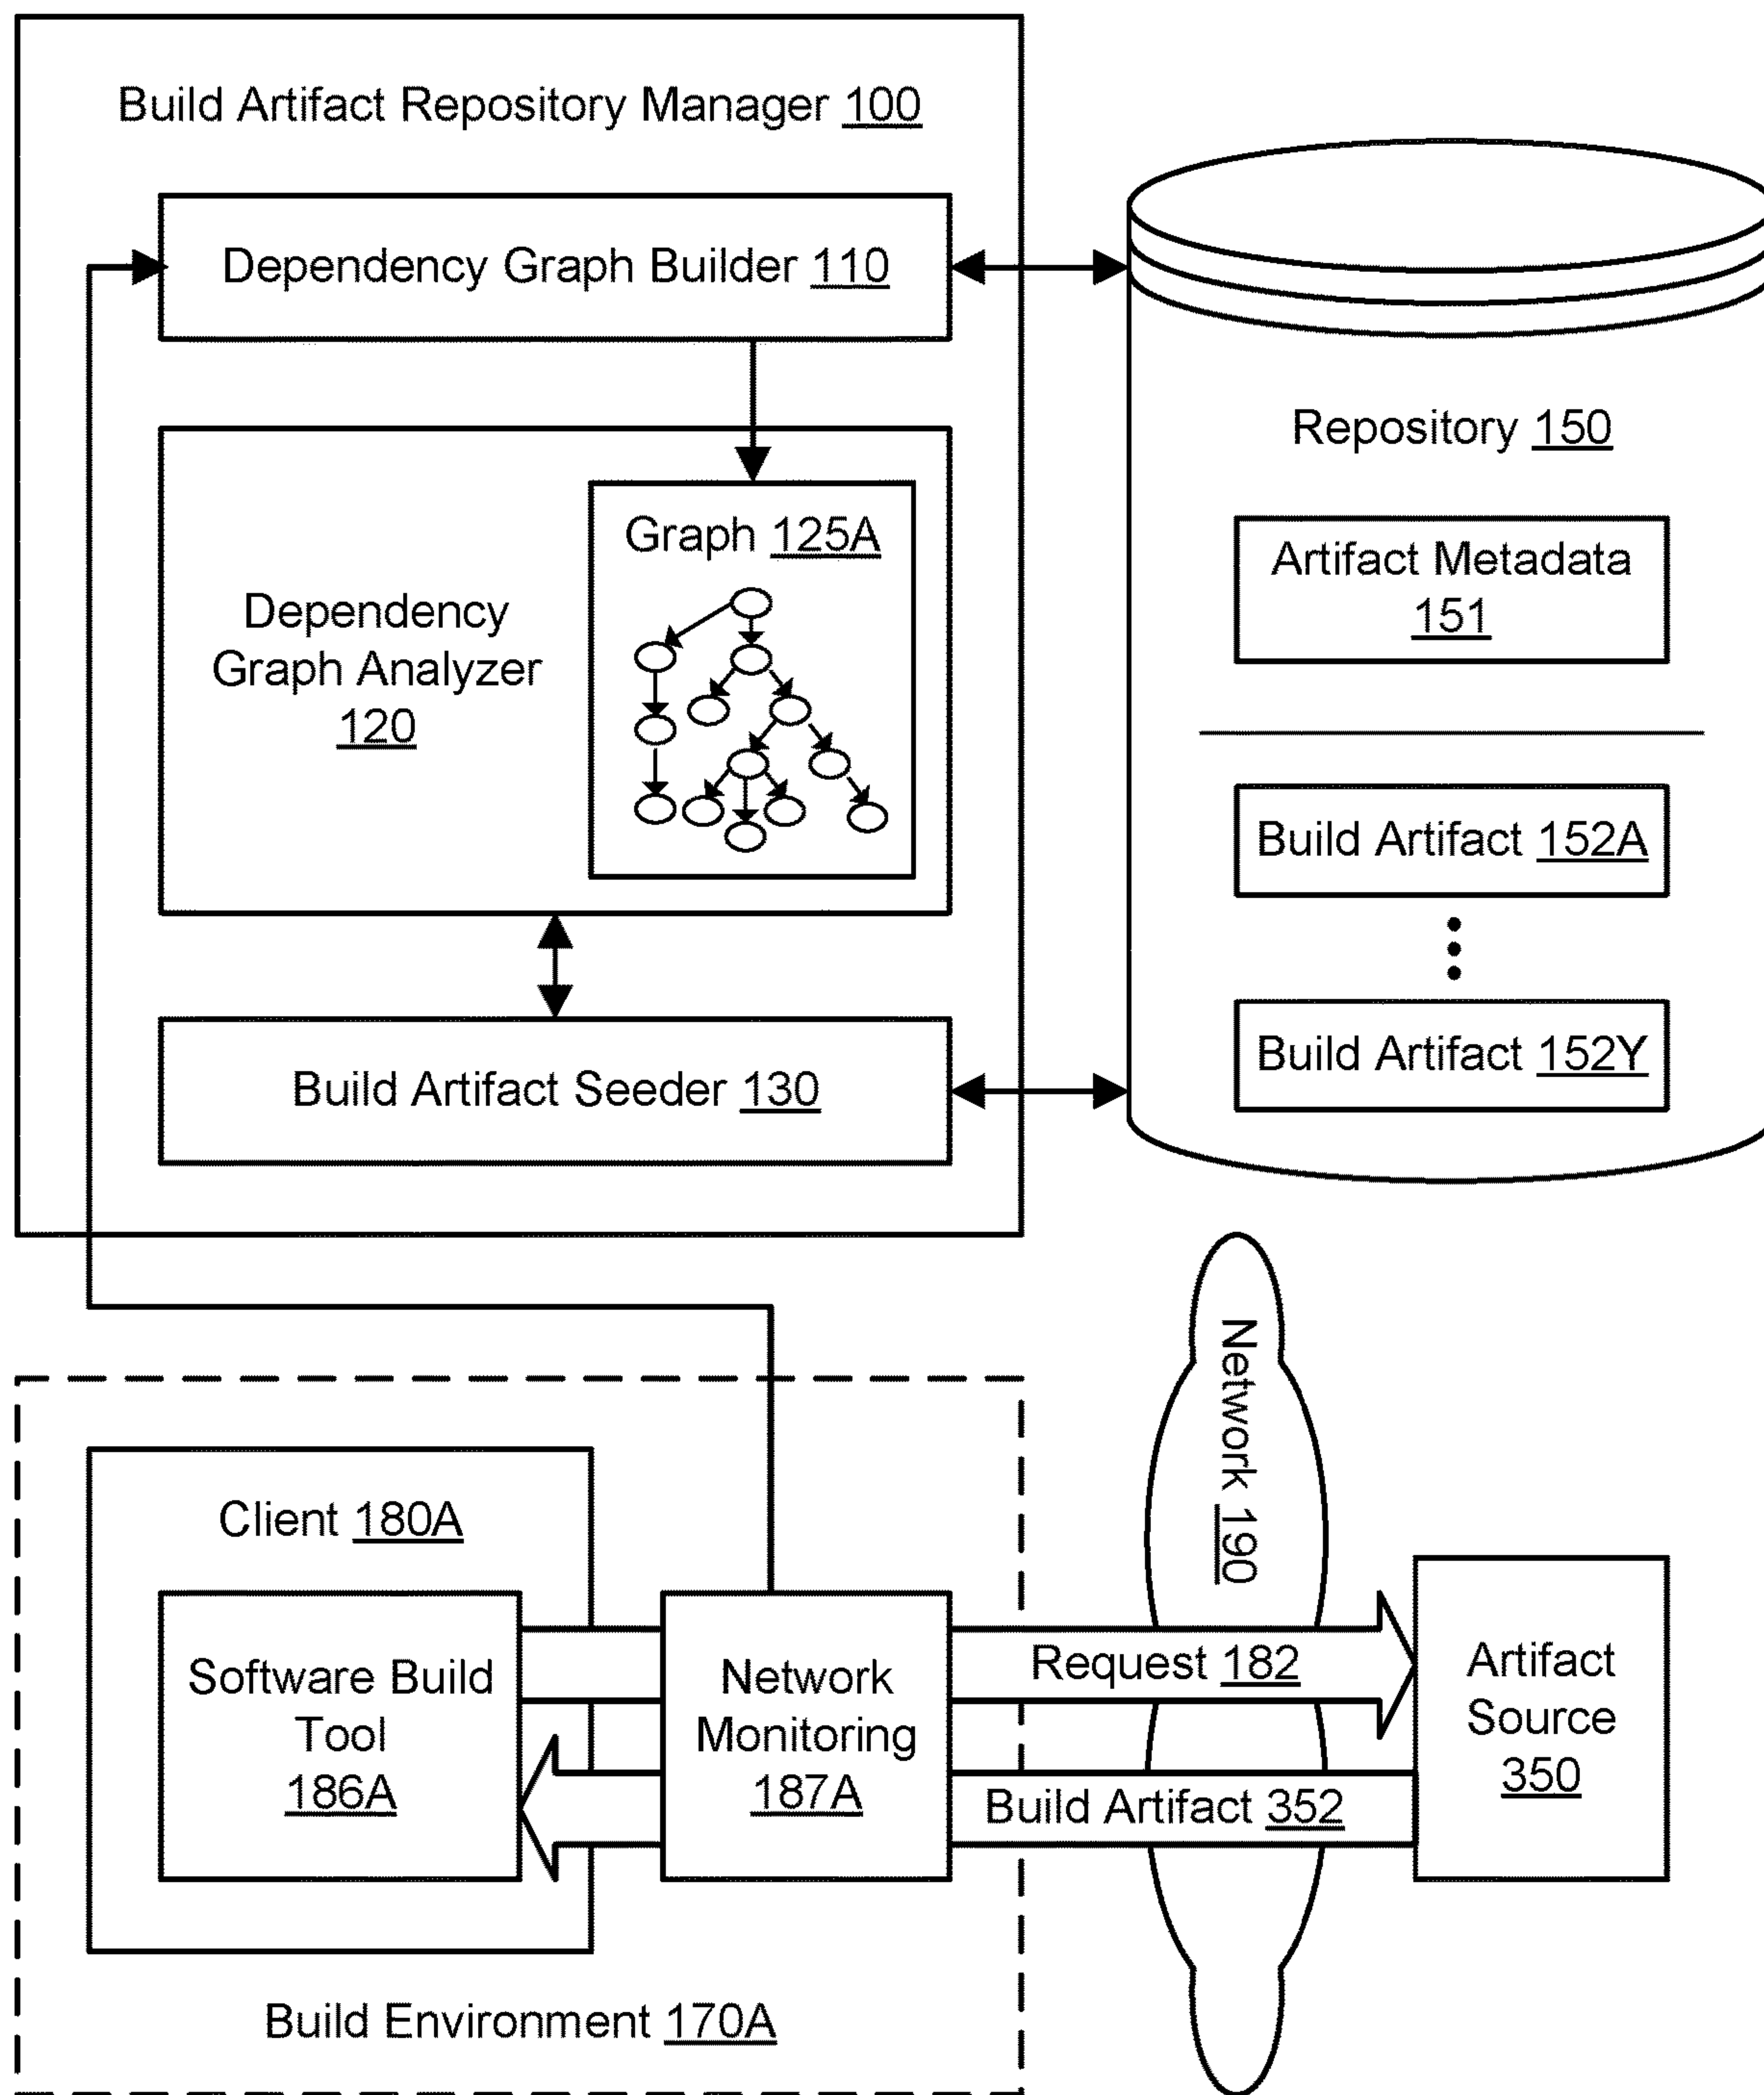 Build Artifact Repository Manager 100
Dependency Graph Builder 110
Graph 125A
Dependency
Graph Analyzer
120
Build Artifact Seeder 130
Repository 150
Artifact Metadata
151
Build Artifact 152A
Build Artifact 152Y
Network 190
Client 180A
Software Build
Tool
186A
Network
Monitoring
187A
Request 182
Build Artifact 352
Artifact
Source
350
Build Environment 170A